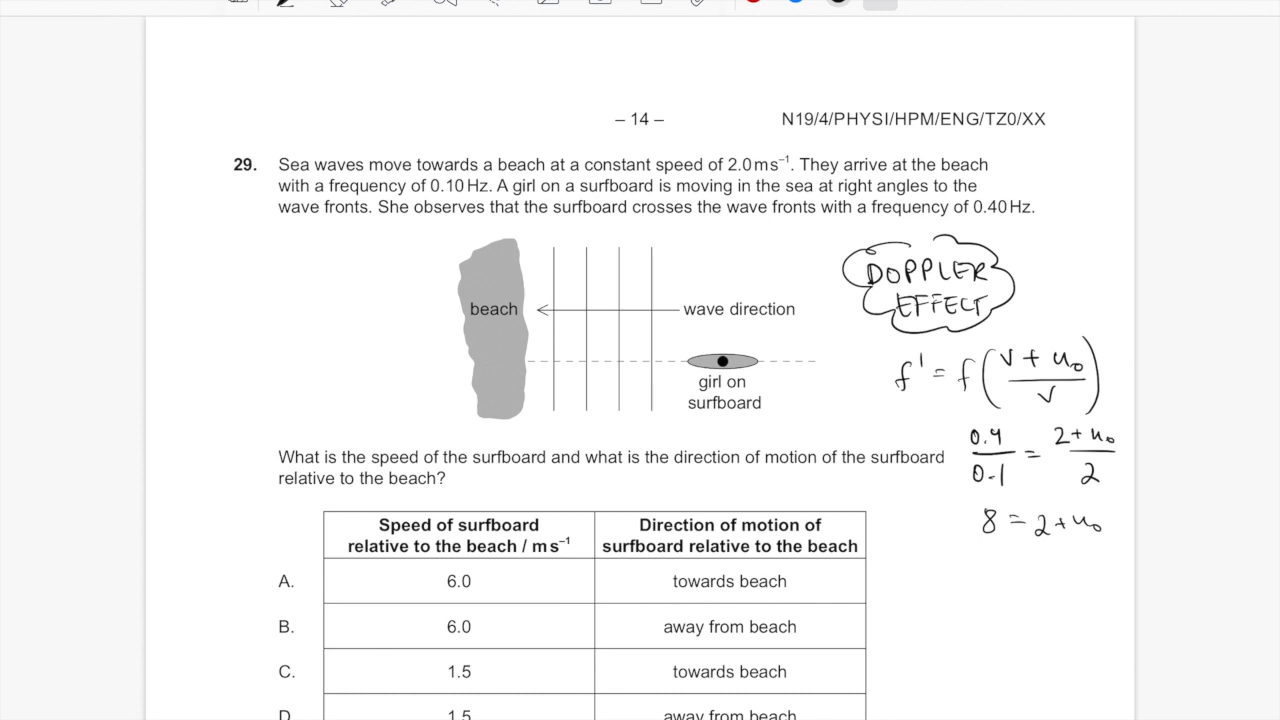 – 14 –
N19/4/PHYSI/HPM/ENG/TZ0/XX
29. Sea waves move towards a beach at a constant speed of 2.0 m s⁻¹. They arrive at the beach
with a frequency of 0.10 Hz. A girl on a surfboard is moving in the sea at right angles to the
wave fronts. She observes that the surfboard crosses the wave fronts with a frequency of 0.40 Hz.
beach
wave direction
girl on
surfboard
DOPPLER
EFFECT
f' = f((v + u₀)/v)
0.4/0.1 = (2 + u₀)/2
8 = 2 + u₀
What is the speed of the surfboard and what is the direction of motion of the surfboard
relative to the beach?
Speed of surfboard
relative to the beach / m s⁻¹
Direction of motion of
surfboard relative to the beach
A. 6.0 towards beach
B. 6.0 away from beach
C. 1.5 towards beach
D. 1.5 away from beach